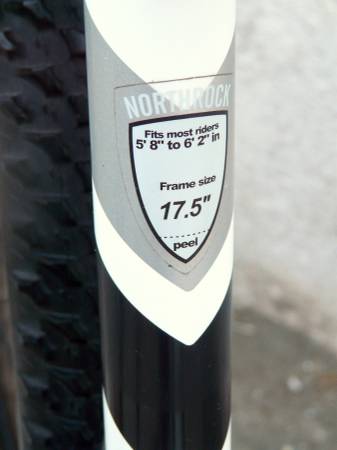 NORTHROCK
Fits most riders
5' 8" to 6' 2" in
Frame size
17.5"
peel